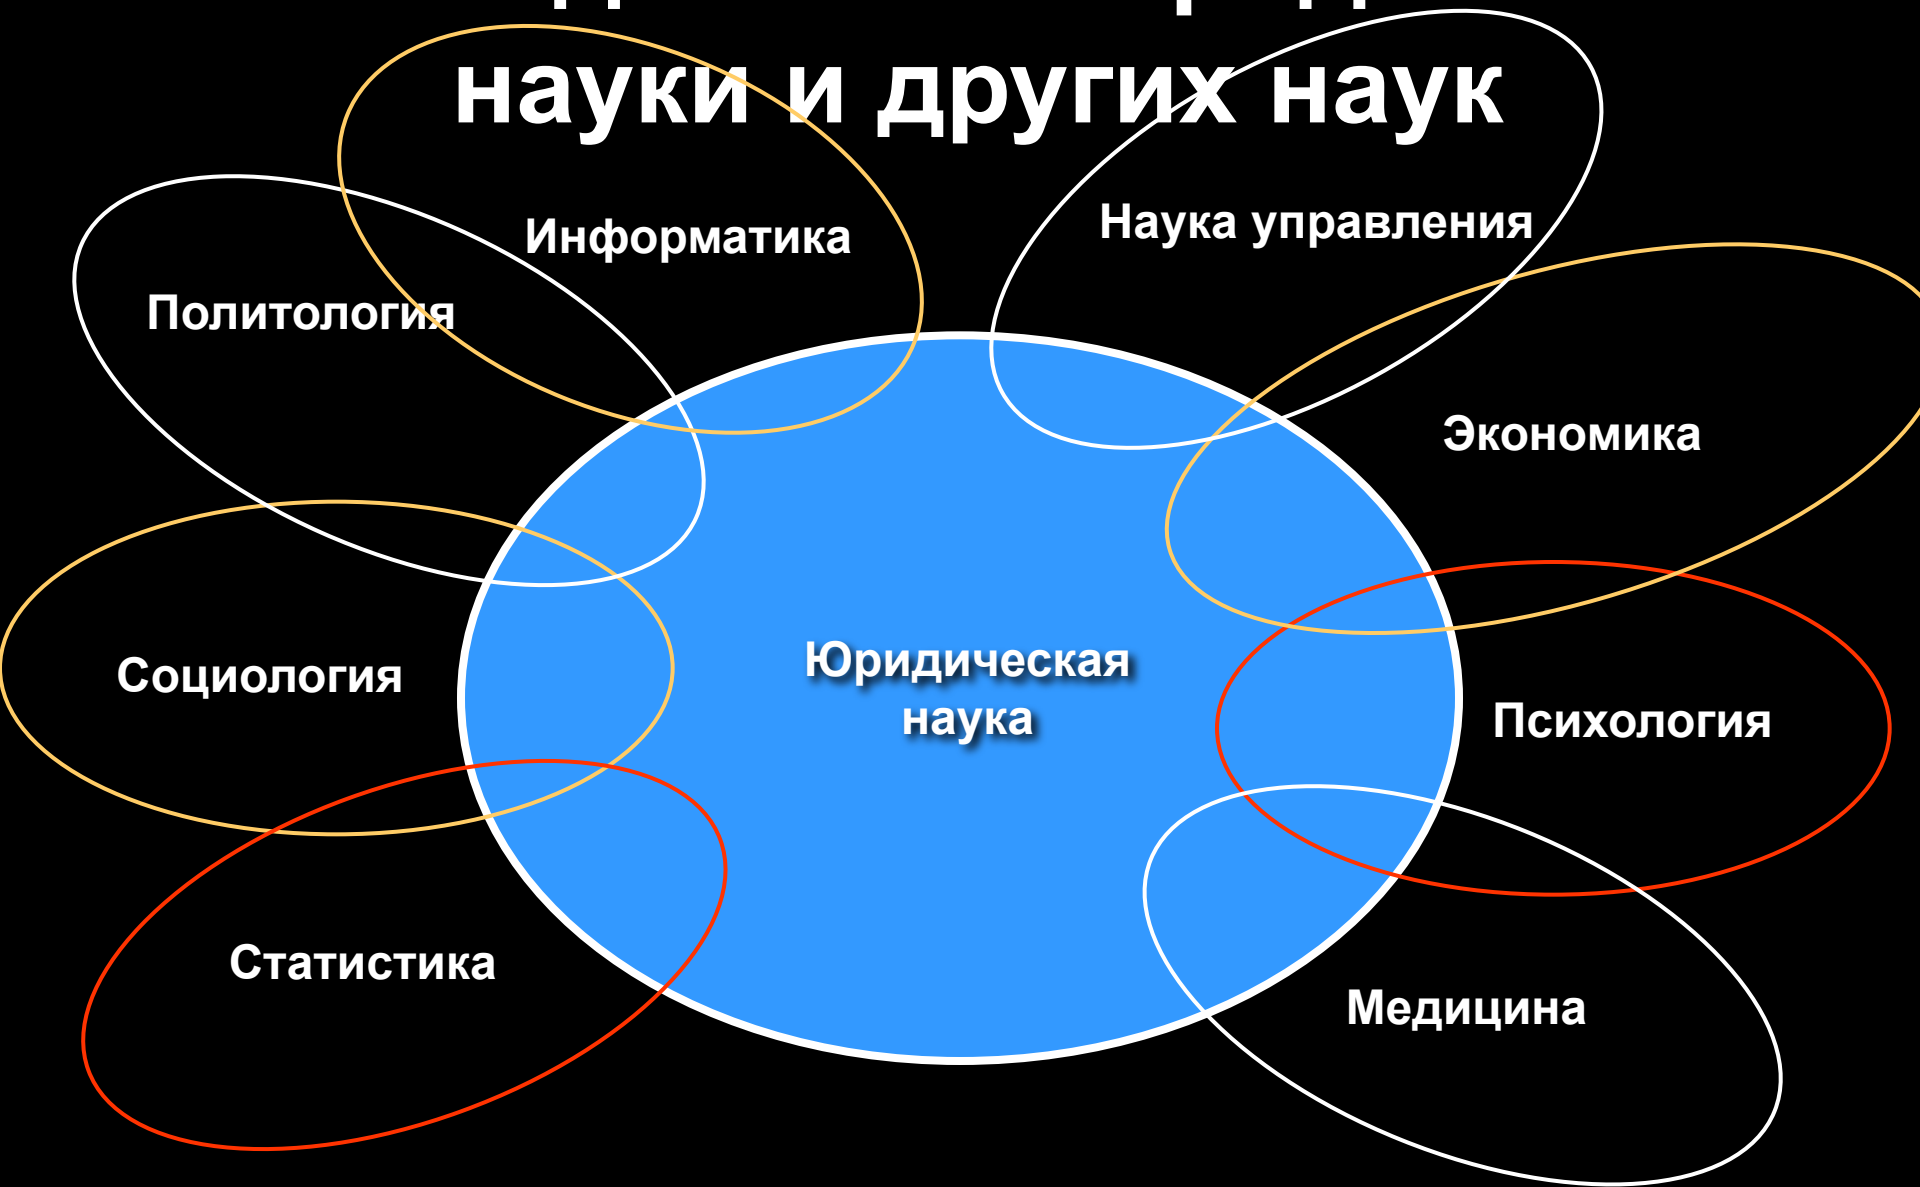 науки и других наук
Информатика
Наука управления
Политология
Экономика
Юридическая
наука
Социология
Психология
Статистика
Медицина